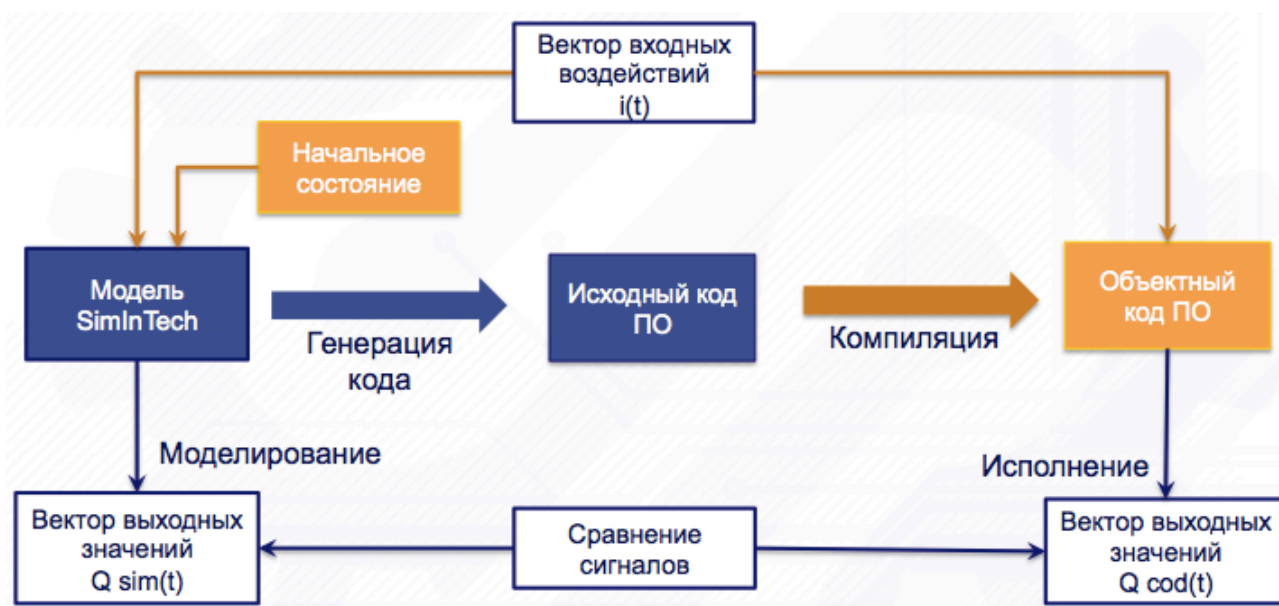 Вектор входных
воздействий
i(t)
Начальное
состояние
Модель
SimInTech
Генерация
кода
Исходный код
ПО
Компиляция
Объектный
код ПО
Моделирование
Исполнение
Вектор выходных
значений
Q sim(t)
Сравнение
сигналов
Вектор выходных
значений
Q cod(t)